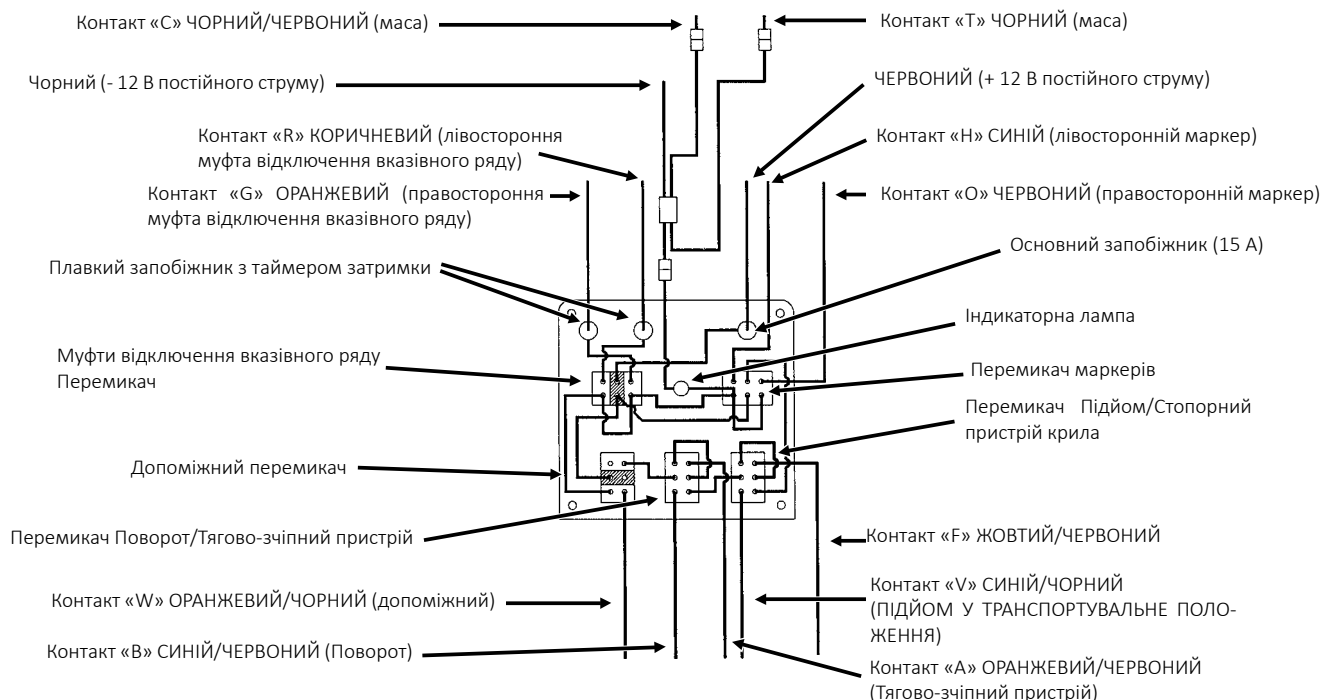 Контакт «C» ЧОРНИЙ/ЧЕРВОНИЙ (маса)
Контакт «T» ЧОРНИЙ (маса)
Чорний (- 12 В постійного струму)
ЧЕРВОНИЙ (+ 12 В постійного струму)
Контакт «R» КОРИЧНЕВИЙ (лівостороння
муфта відключення вказівного ряду)
Контакт «H» СИНІЙ (лівосторонній маркер)
Контакт «G» ОРАНЖЕВИЙ (правостороння
муфта відключення вказівного ряду)
Контакт «O» ЧЕРВОНИЙ (правосторонній маркер)
Основний запобіжник (15 А)
Плавкий запобіжник з таймером затримки
Індикаторна лампа
Муфти відключення вказівного ряду
Перемикач
Перемикач маркерів
Перемикач Підйом/Стопорний
пристрій крила
Допоміжний перемикач
Перемикач Поворот/Тягово-зчіпний пристрій
Контакт «F» ЖОВТИЙ/ЧЕРВОНИЙ
Контакт «W» ОРАНЖЕВИЙ/ЧОРНИЙ (допоміжний)
Контакт «V» СИНІЙ/ЧОРНИЙ
(ПІДЙОМ У ТРАНСПОРТУВАЛЬНЕ ПОЛО-
ЖЕННЯ)
Контакт «B» СИНІЙ/ЧЕРВОНИЙ (Поворот)
Контакт «A» ОРАНЖЕВИЙ/ЧЕРВОНИЙ
(Тягово-зчіпний пристрій)